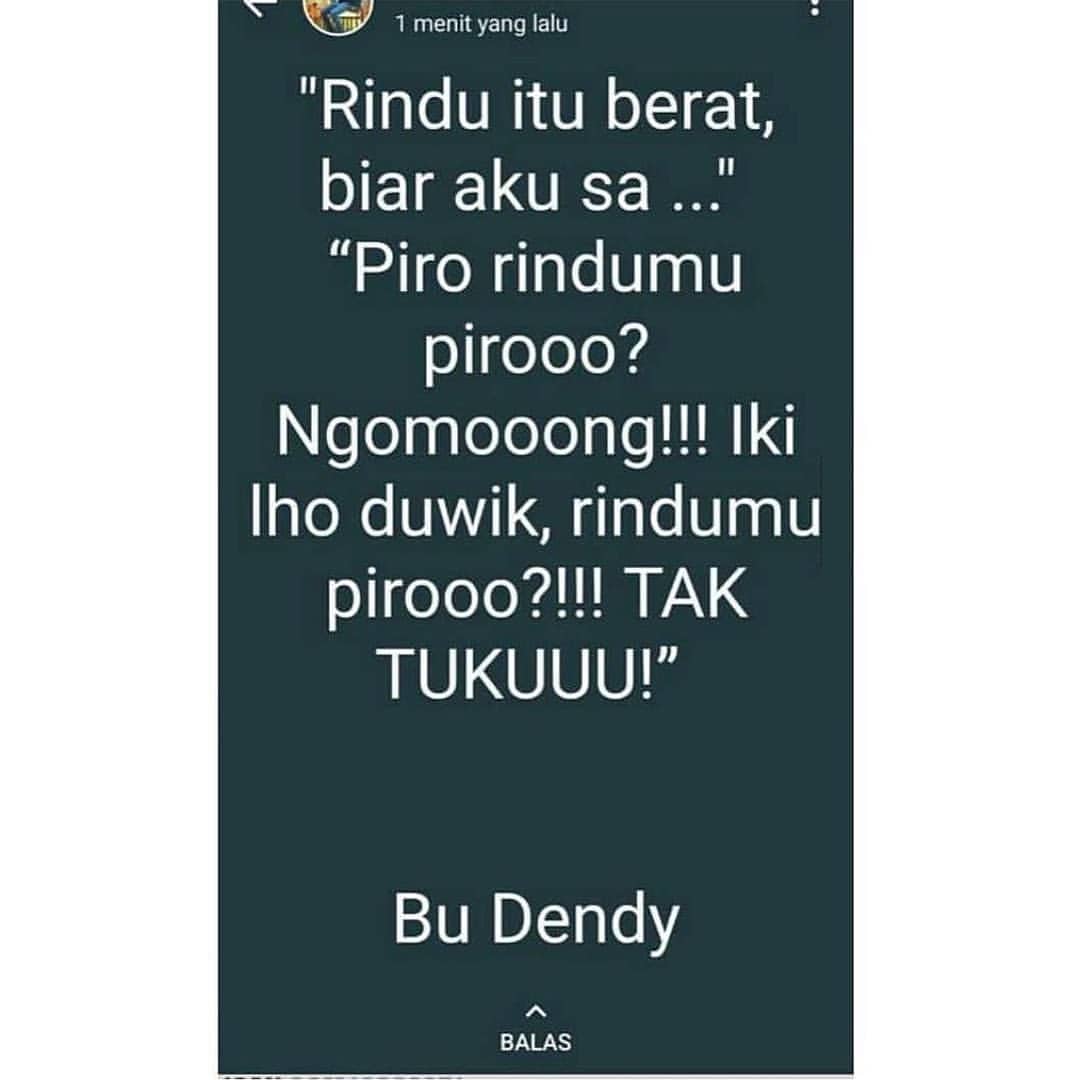 1 menit yang lalu
"Rindu itu berat,
biar aku sa ..."
“Piro rindumu
pirooo?
Ngomooong!!! Iki
lho duwik, rindumu
pirooo?!!! TAK
TUKUUU!”
Bu Dendy
BALAS